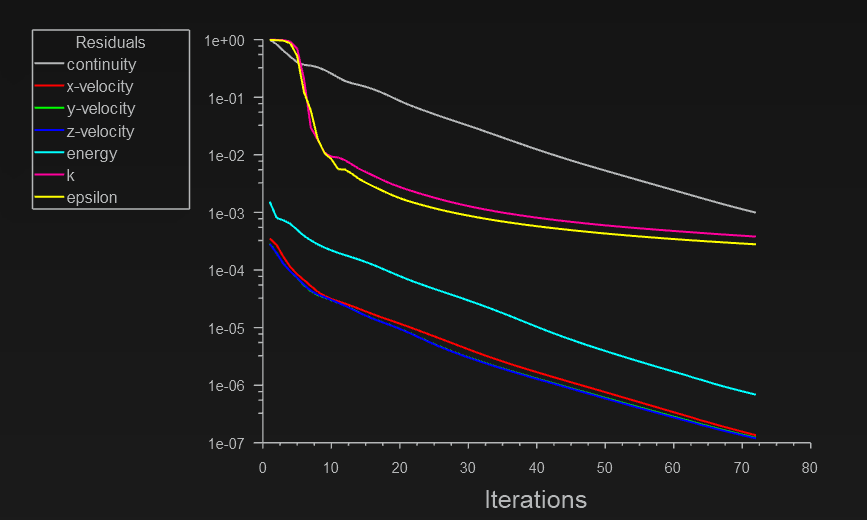 Residuals
continuity
x-velocity
y-velocity
z-velocity
energy
k
epsilon
1e+00
1e-01
1e-02
1e-03
1e-04
1e-05
1e-06
1e-07
0 10 20 30 40 50 60 70 80
Iterations